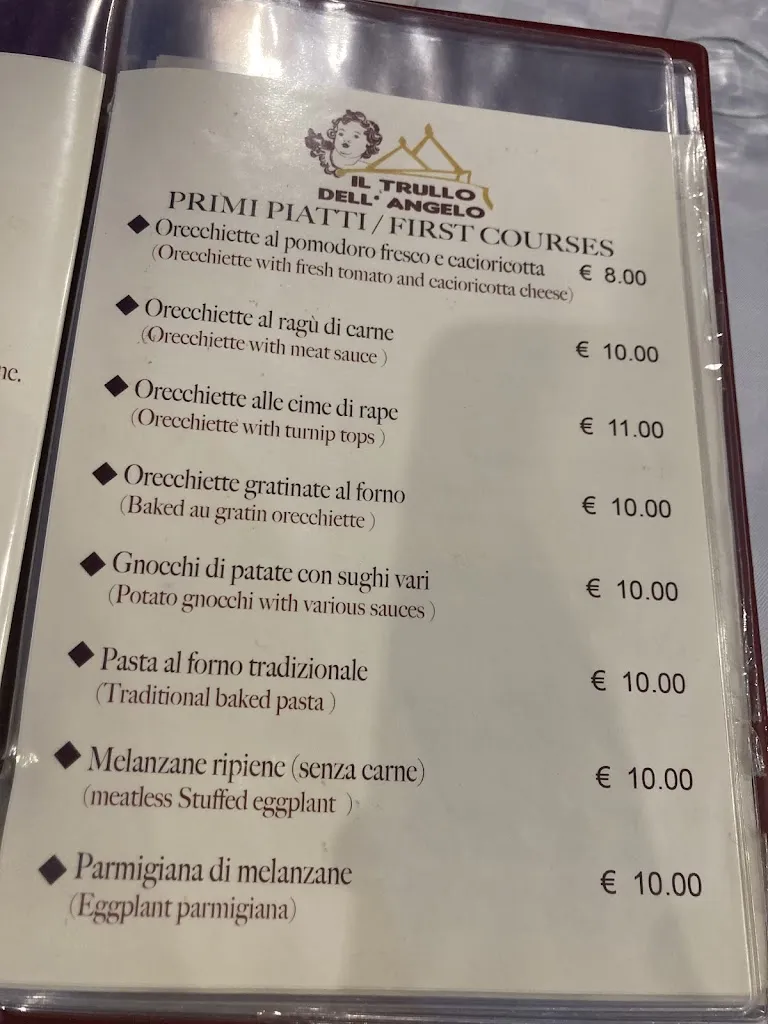 IL TRULLO
DELL' ANGELO
PRIMI PIATTI / FIRST COURSES
Orecchiette al pomodoro fresco e cacioricotta € 8.00
(Orecchiette with fresh tomato and cacioricotta cheese)
Orecchiette al ragù di carne € 10.00
(Orecchiette with meat sauce )
Orecchiette alle cime di rape € 11.00
(Orecchiette with turnip tops )
Orecchiette gratinate al forno € 10.00
(Baked au gratin orecchiette )
Gnocchi di patate con sughi vari € 10.00
(Potato gnocchi with various sauces )
Pasta al forno tradizionale € 10.00
(Traditional baked pasta )
Melanzane ripiene (senza carne) € 10.00
(meatless Stuffed eggplant )
Parmigiana di melanzane € 10.00
(Eggplant parmigiana)